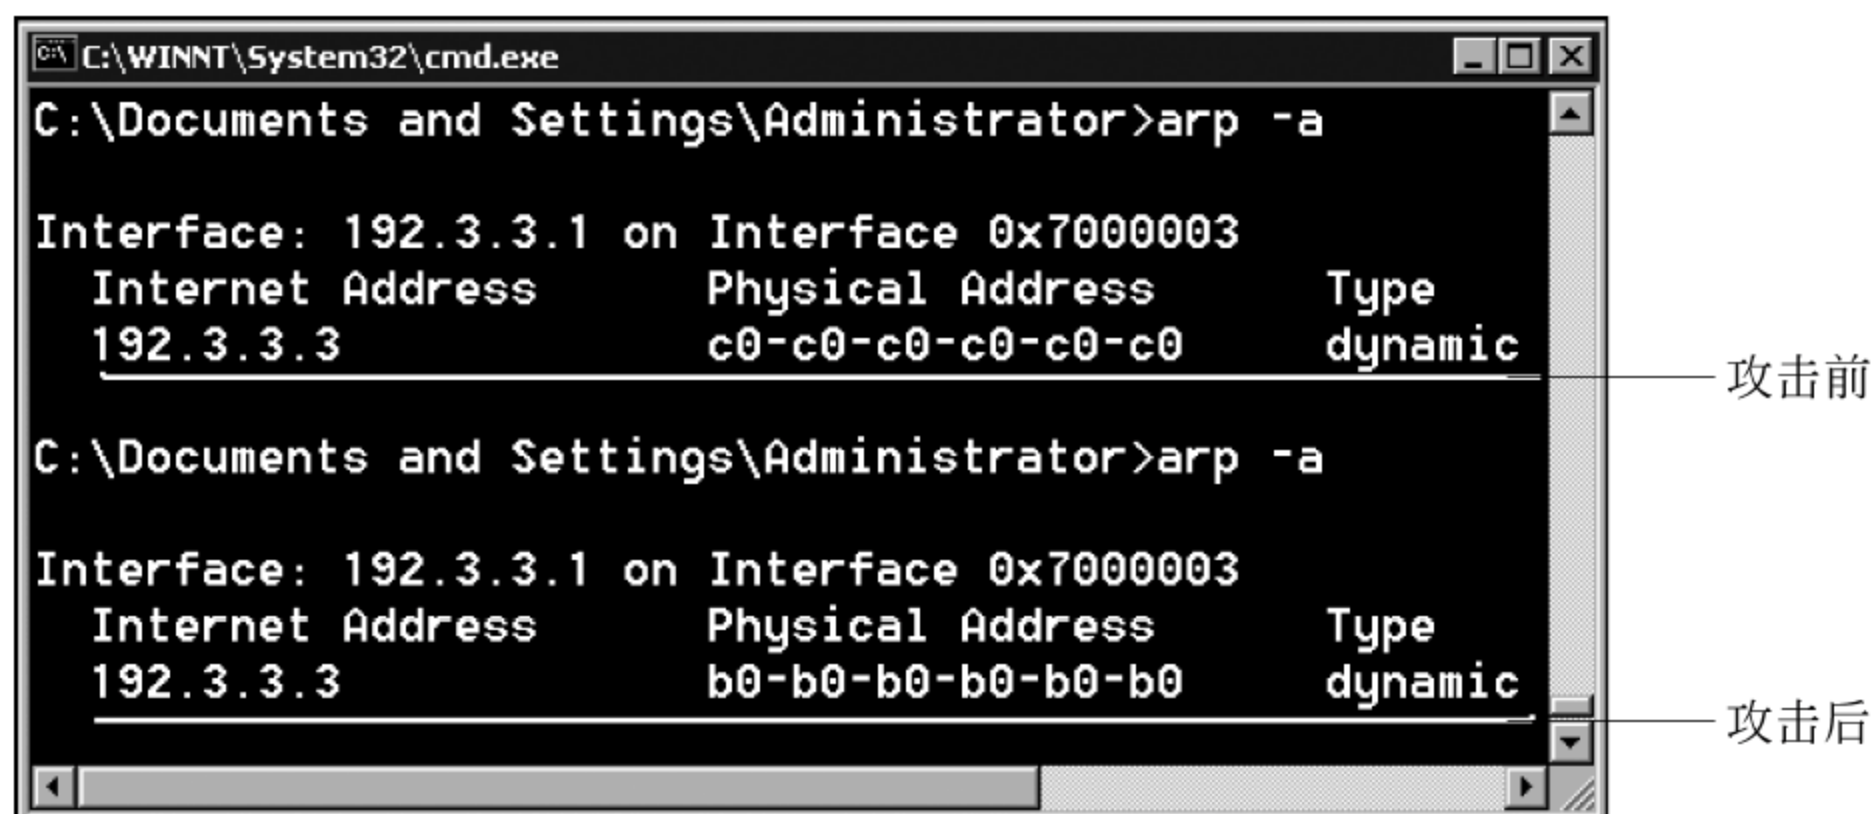 C:\WINNT\System32\cmd.exe
C:\Documents and Settings\Administrator>arp -a
Interface: 192.3.3.1 on Interface 0x7000003
Internet Address Physical Address Type
192.3.3.3 c0-c0-c0-c0-c0-c0 dynamic
攻击前
C:\Documents and Settings\Administrator>arp -a
Interface: 192.3.3.1 on Interface 0x7000003
Internet Address Physical Address Type
192.3.3.3 b0-b0-b0-b0-b0-b0 dynamic
攻击后